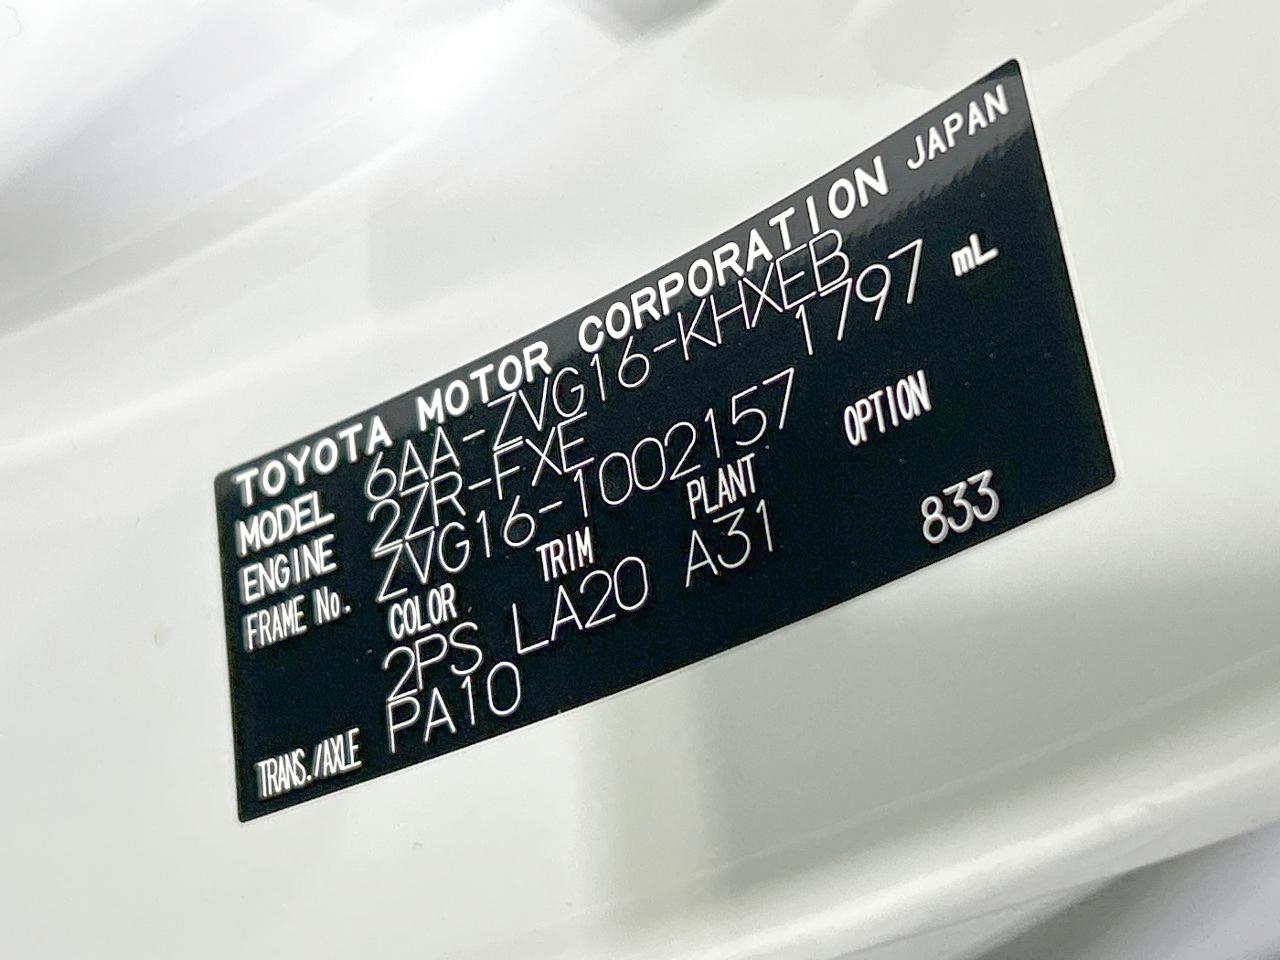 TOYOTA MOTOR CORPORATION JAPAN
MODEL 6AA-ZVG16-KHXEB
ENGINE 2ZR-FXE 1797 mL
FRAME No. ZVG16-1002157
COLOR TRIM PLANT OPTION
2PS LA20 A31 833
TRANS./AXLE PA10